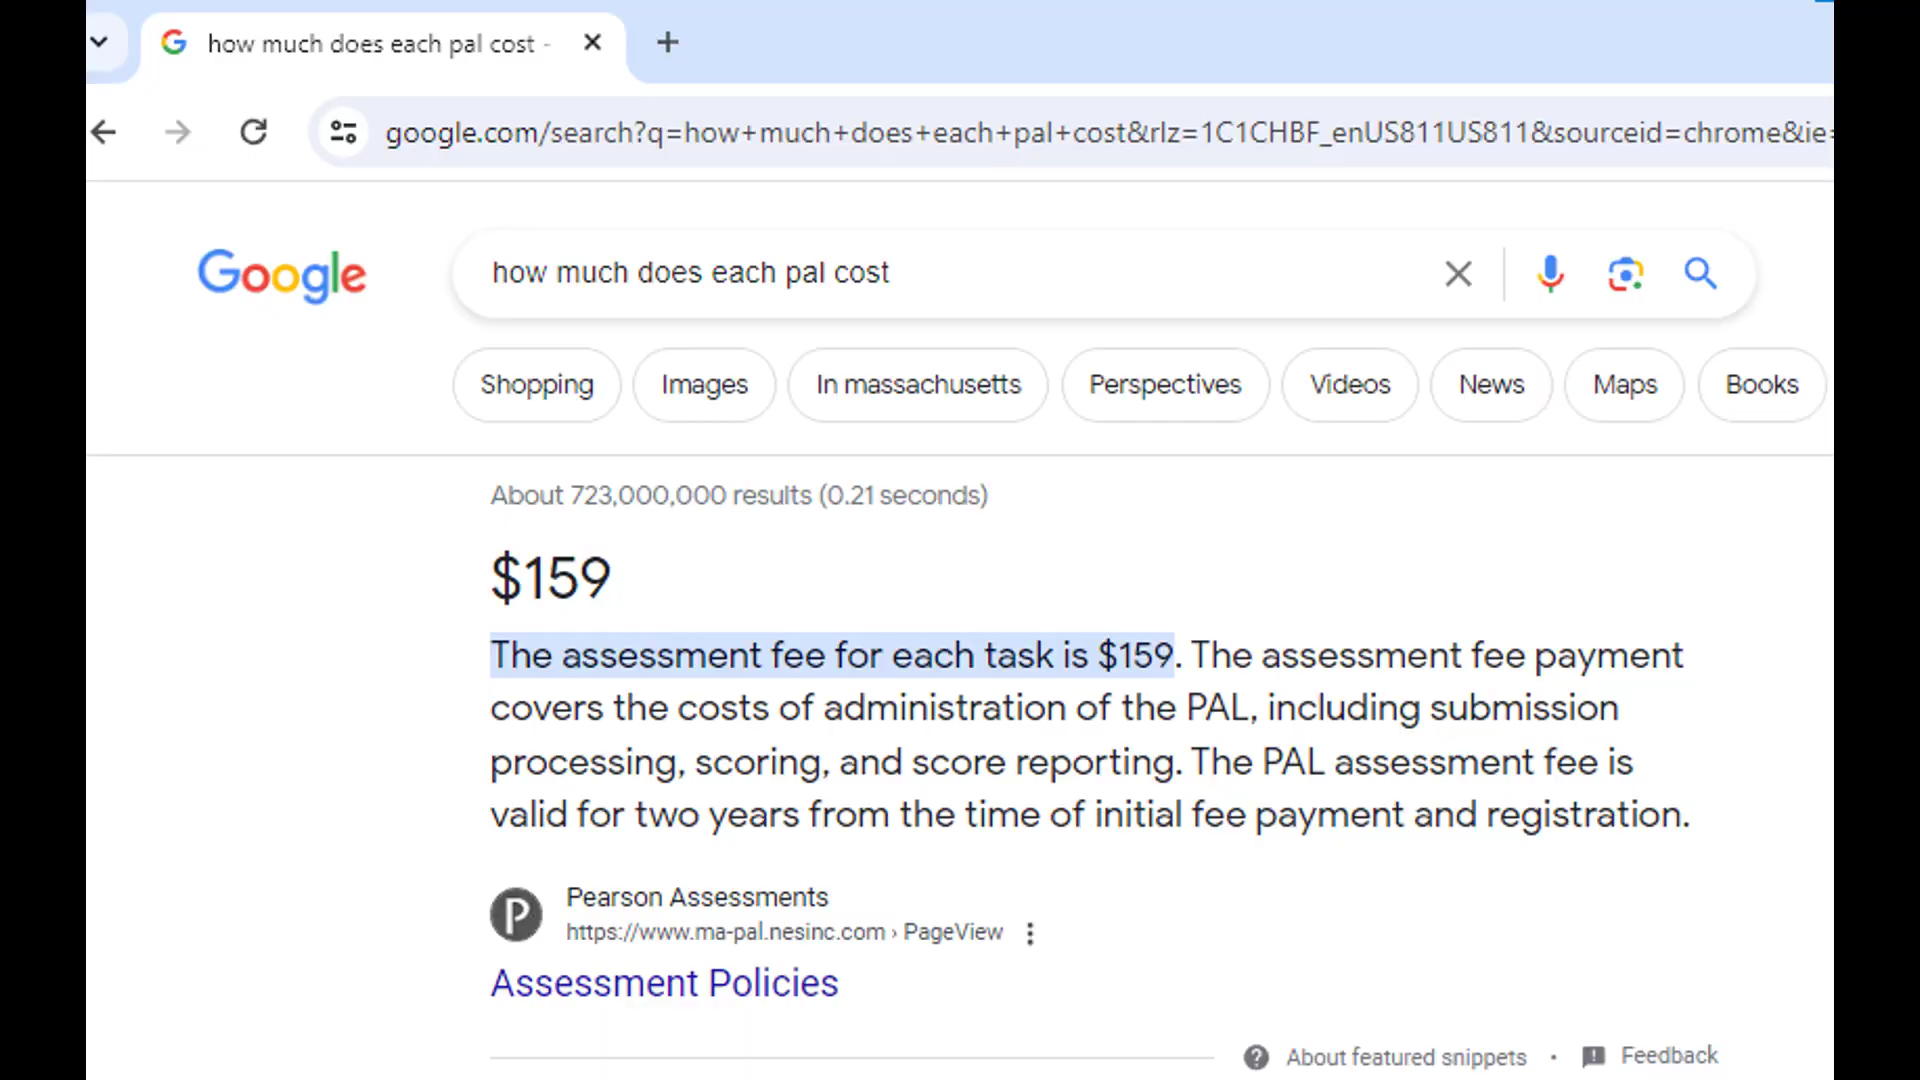 how much does each pal cost -
google.com/search?q=how+much+does+each+pal+cost&rlz=1C1CHBF_enUS811US811&sourceid=chrome&ie=
Google
how much does each pal cost
Shopping
Images
In massachusetts
Perspectives
Videos
News
Maps
Books
About 723,000,000 results (0.21 seconds)
$159
The assessment fee for each task is $159. The assessment fee payment
covers the costs of administration of the PAL, including submission
processing, scoring, and score reporting. The PAL assessment fee is
valid for two years from the time of initial fee payment and registration.
Pearson Assessments
https://www.ma-pal.nesinc.com › PageView
Assessment Policies
About featured snippets • Feedback